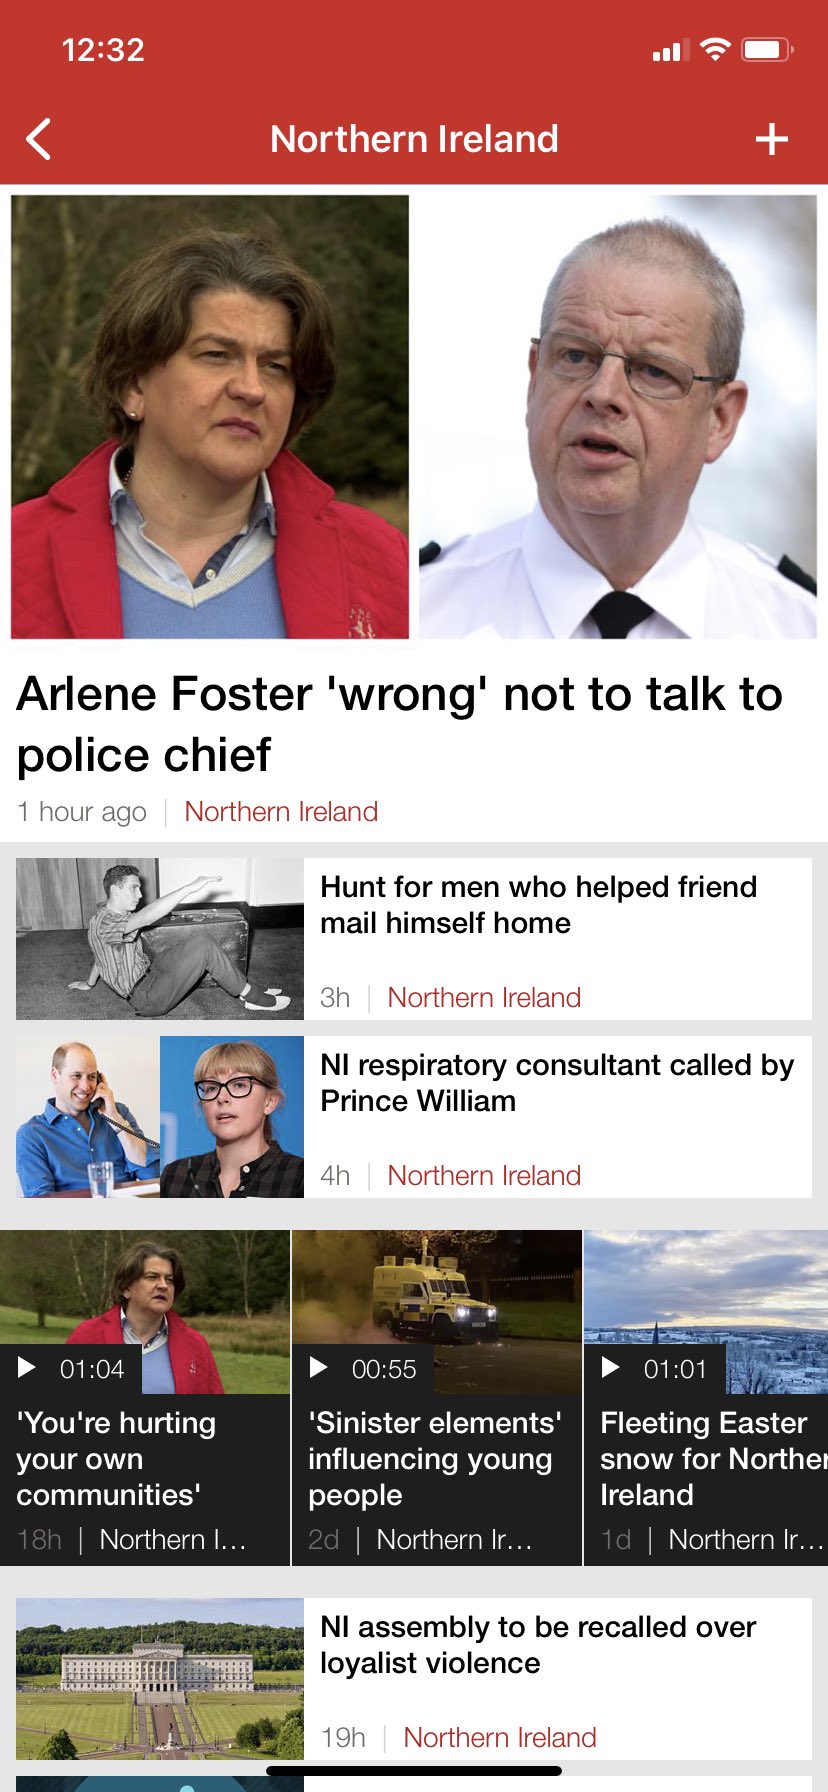 12:32
Northern Ireland
Arlene Foster 'wrong' not to talk to
police chief
1 hour ago | Northern Ireland
Hunt for men who helped friend
mail himself home
3h | Northern Ireland
NI respiratory consultant called by
Prince William
4h | Northern Ireland
01:04
'You're hurting
your own
communities'
18h | Northern I...
00:55
'Sinister elements'
influencing young
people
2d | Northern Ir...
01:01
Fleeting Easter
snow for Norther
Ireland
1d | Northern Ir...
NI assembly to be recalled over
loyalist violence
19h | Northern Ireland